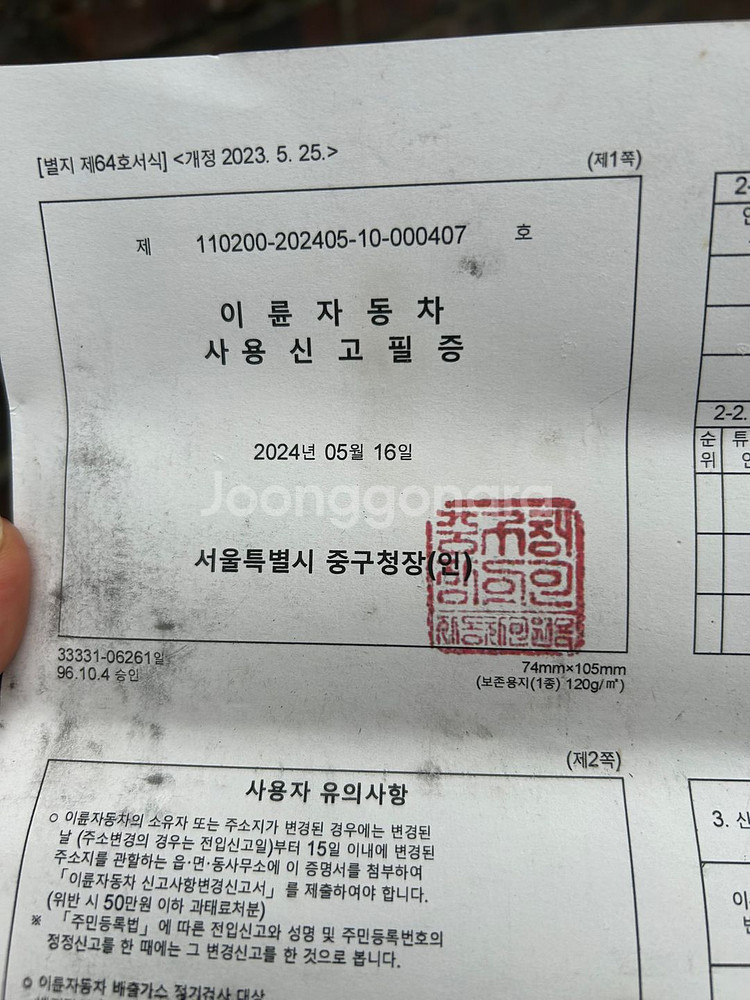 [별지 제64호서식] <개정 2023. 5. 25.>
(제1쪽)
제 110200-202405-10-000407 호
이 륜 자 동 차
사 용 신 고 필 증
2024년 05월 16일
Joonggonara
서울특별시 중구청장(인)
33331-06261일
96.10.4 승인
74mm×105mm
(보존용지(1종) 120g/㎡)
(제2쪽)
사용자 유의사항
○ 이륜자동차의 소유자 또는 주소지가 변경된 경우에는 변경된
날 (주소변경의 경우는 전입신고일)부터 15일 이내에 변경된
주소지를 관할하는 읍·면·동사무소에 이 증명서를 첨부하여
「이륜자동차 신고사항변경신고서」 를 제출하여야 합니다.
(위반 시 50만원 이하 과태료처분)
※ 「주민등록법」에 따른 전입신고와 성명 및 주민등록번호의
정정신고를 한 때에는 그 변경신고를 한 것으로 봅니다.
○ 이륜자동차 배출가스 정기검사 대상
2-2.
순
위
3. 신